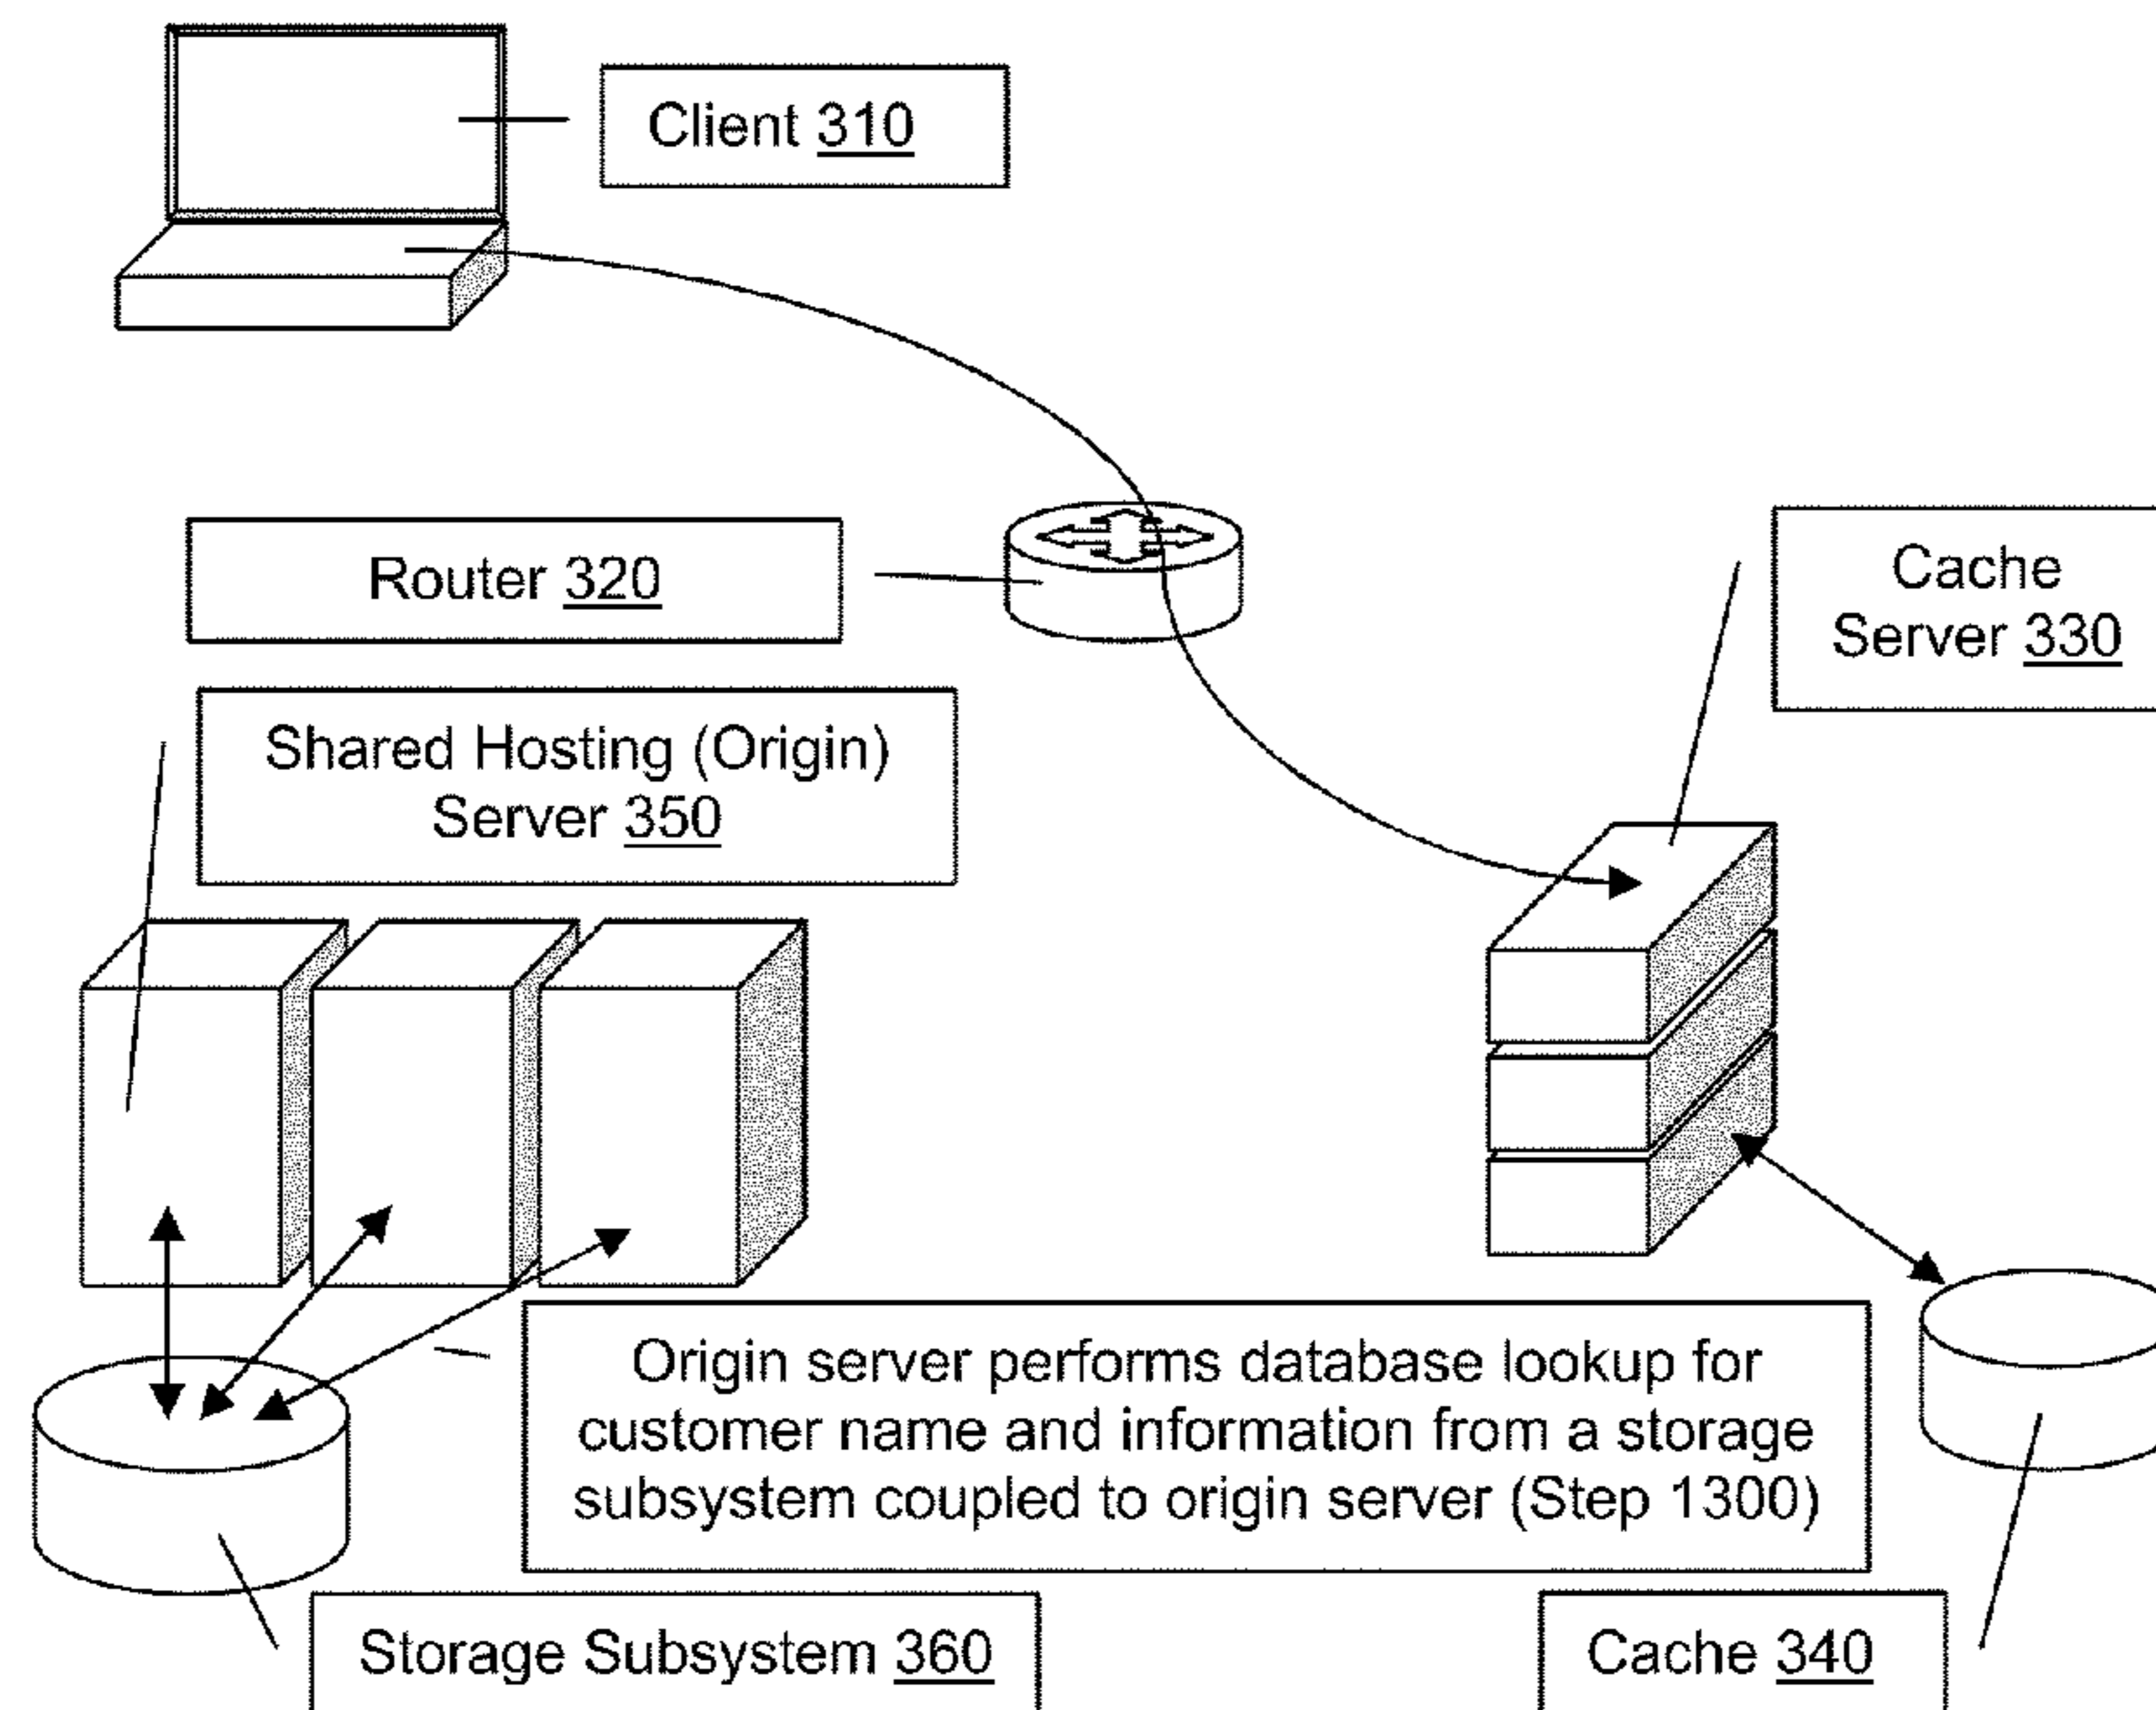 Client 310
Router 320
Cache
Server 330
Shared Hosting (Origin)
Server 350
Origin server performs database lookup for
customer name and information from a storage
subsystem coupled to origin server (Step 1300)
Storage Subsystem 360
Cache 340